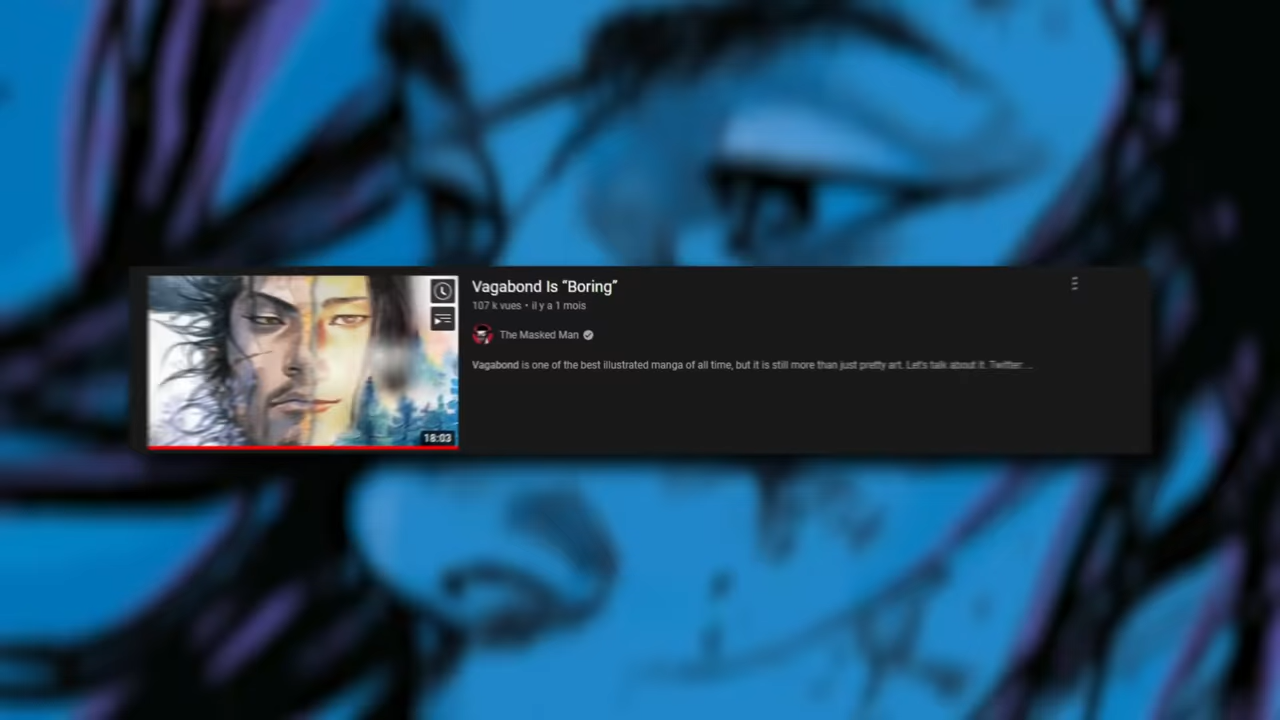 Vagabond Is “Boring”
107 k vues • il y a 1 mois
The Masked Man
Vagabond is one of the best illustrated manga of all time, but it is still more than just pretty art. Let's talk about it. Twitter: ...
18:03